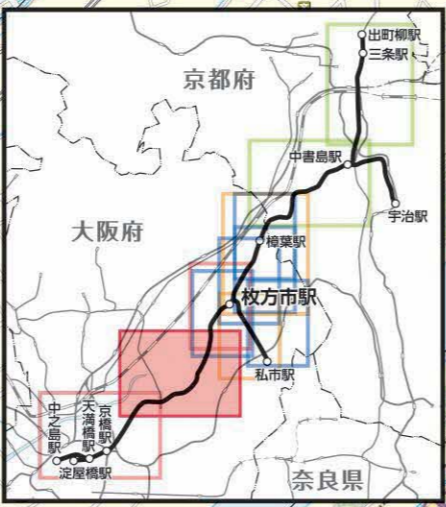 出町柳駅
三条駅
京都府
中書島駅
宇治駅
大阪府
樟葉駅
枚方市駅
私市駅
京橋駅
天満橋駅
中之島駅
淀屋橋駅
奈良県